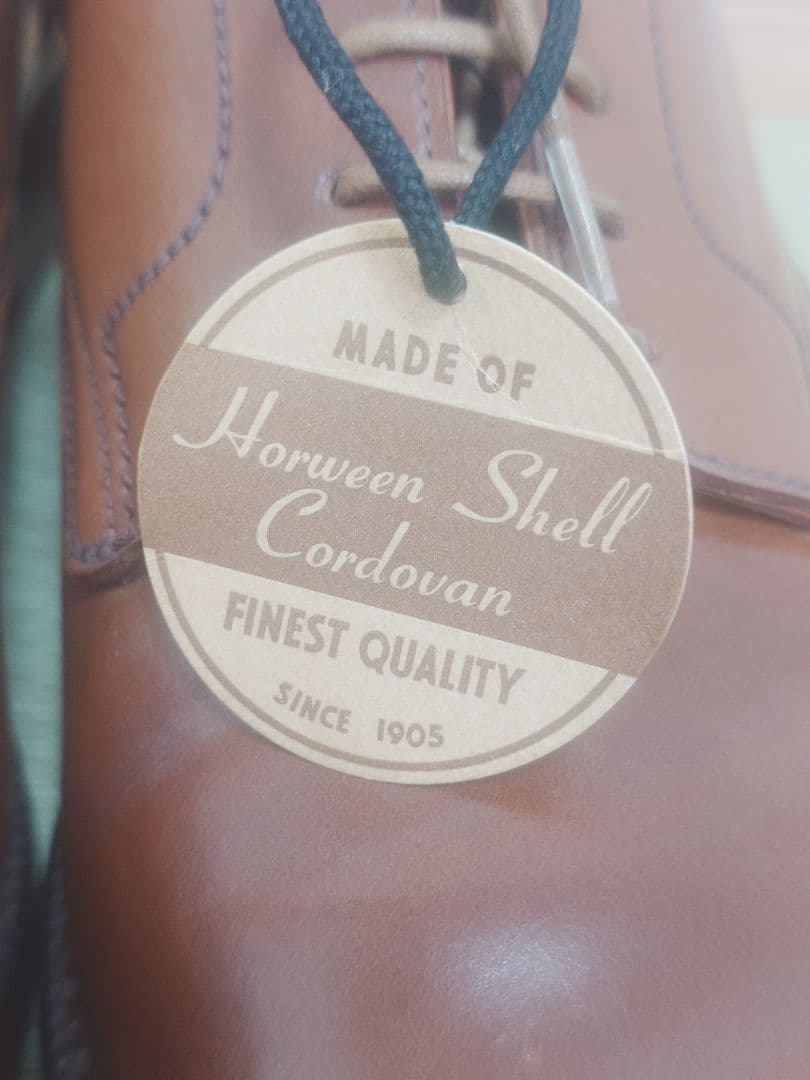 MADE OF
Horween Shell
Cordovan
FINEST QUALITY
SINCE 1905